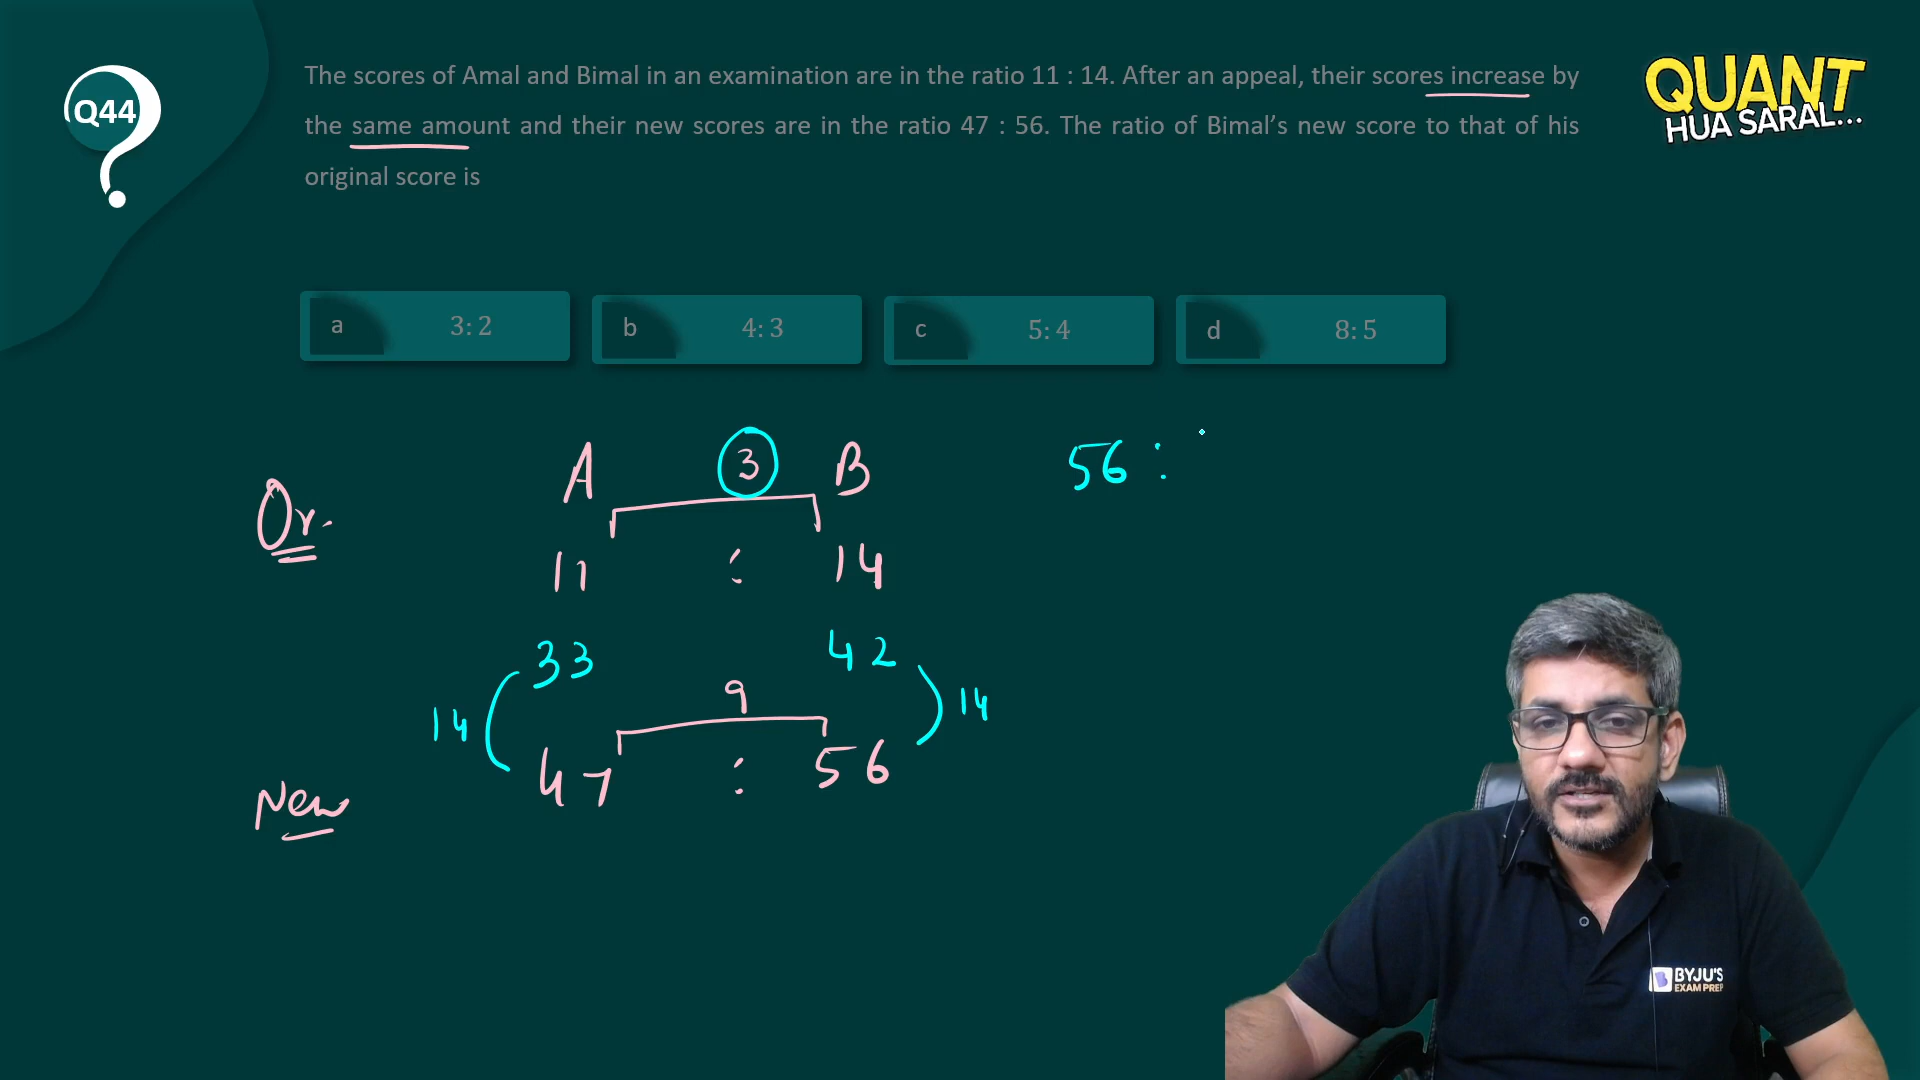 Q44
The scores of Amal and Bimal in an examination are in the ratio 11 : 14. After an appeal, their scores increase by
the same amount and their new scores are in the ratio 47 : 56. The ratio of Bimal’s new score to that of his
original score is
QUANT
HUA SARAL...
a 3:2
b 4:3
c 5:4
d 8:5
A 3 B
56 :
Or.
11 : 14
33 42
14 9 14
47 : 56
New
BYJU'S
EXAM PREP